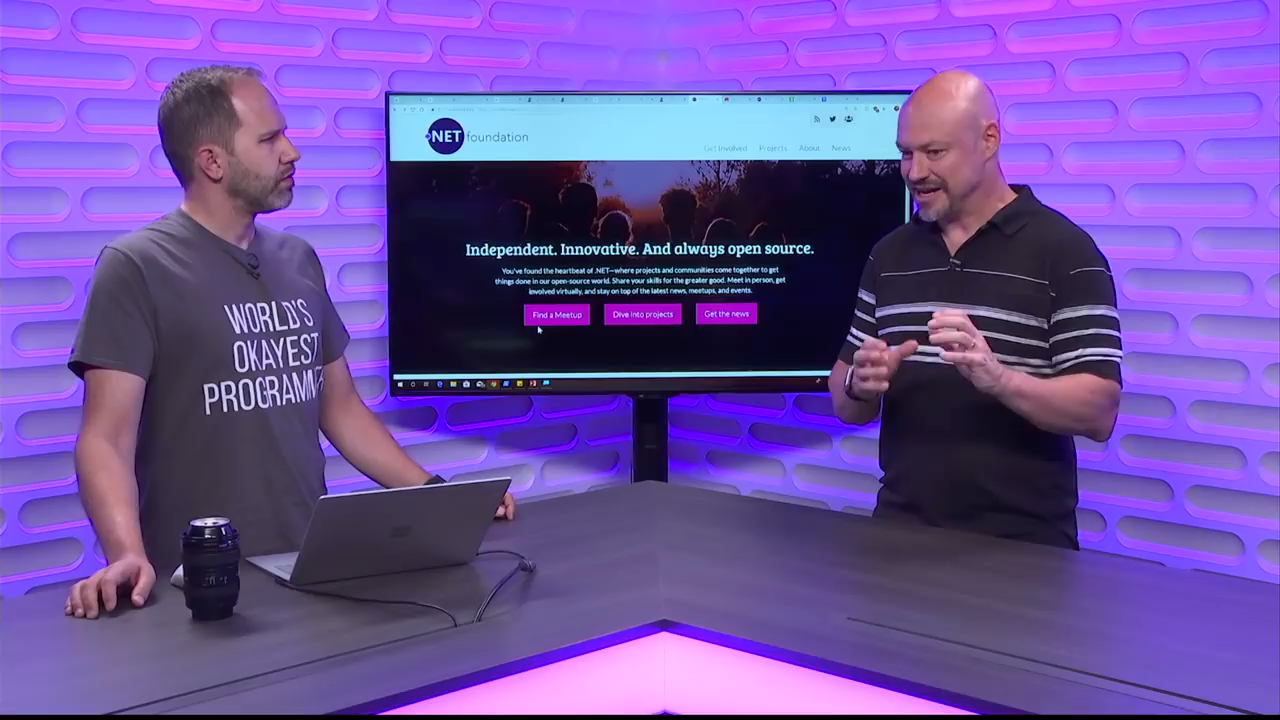 .NET foundation
Get Involved Projects About News
Independent. Innovative. And always open source.
You've found the heartbeat of .NET—where projects and communities come together to get
things done in our open-source world. Share your skills for the greater good. Meet in person, get
involved virtually, and stay on top of the latest news, meetups, and events.
Find a Meetup Dive into projects Get the news
WORLD'S
OKAYEST
PROGRAMM